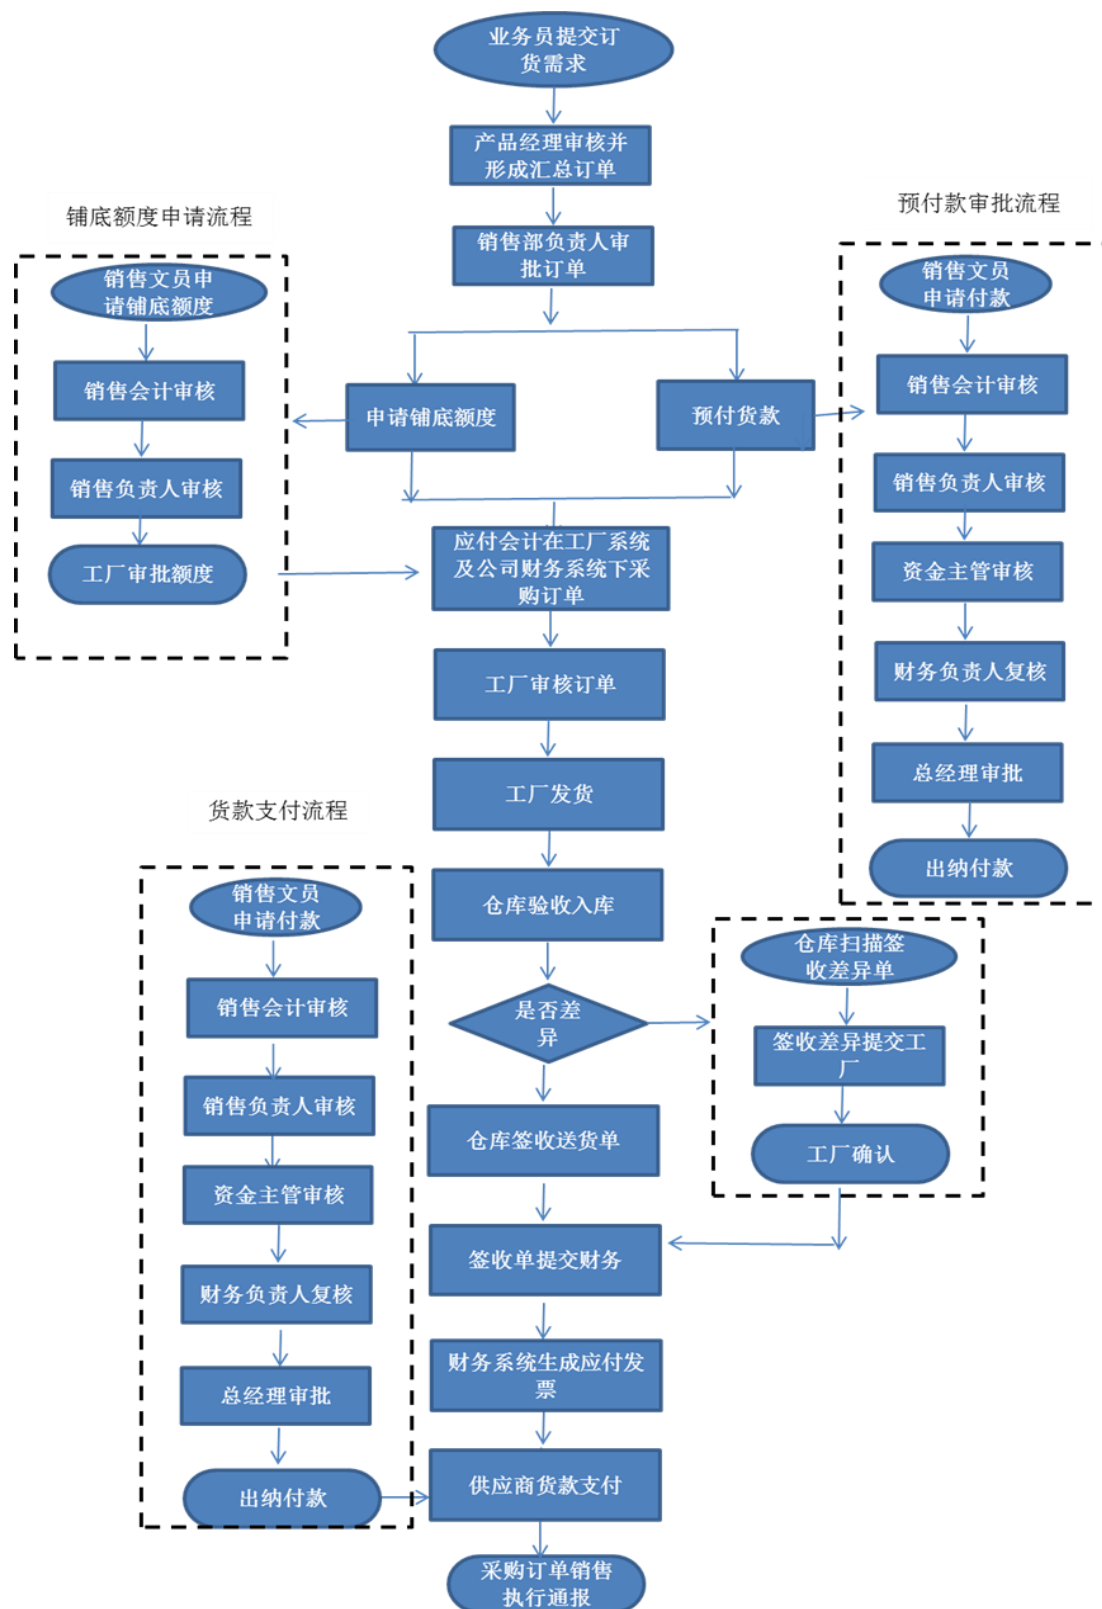 业务员提交订
货需求
产品经理审核并
形成汇总订单
销售部负责人审
批订单
铺底额度申请流程
销售文员申
请铺底额度
销售会计审核
销售负责人审核
工厂审批额度
申请铺底额度
预付货款
预付款审批流程
销售文员
申请付款
销售会计审核
销售负责人审核
资金主管审核
财务负责人复核
总经理审批
出纳付款
应付会计在工厂系统
及公司财务系统下采
购订单
工厂审核订单
工厂发货
仓库验收入库
是否差
异
仓库扫描签
收差异单
签收差异提交工
厂
工厂确认
仓库签收送货单
签收单提交财务
财务系统生成应付发
票
货款支付流程
销售文员
申请付款
销售会计审核
销售负责人审核
资金主管审核
财务负责人复核
总经理审批
出纳付款
供应商货款支付
采购订单销售
执行通报